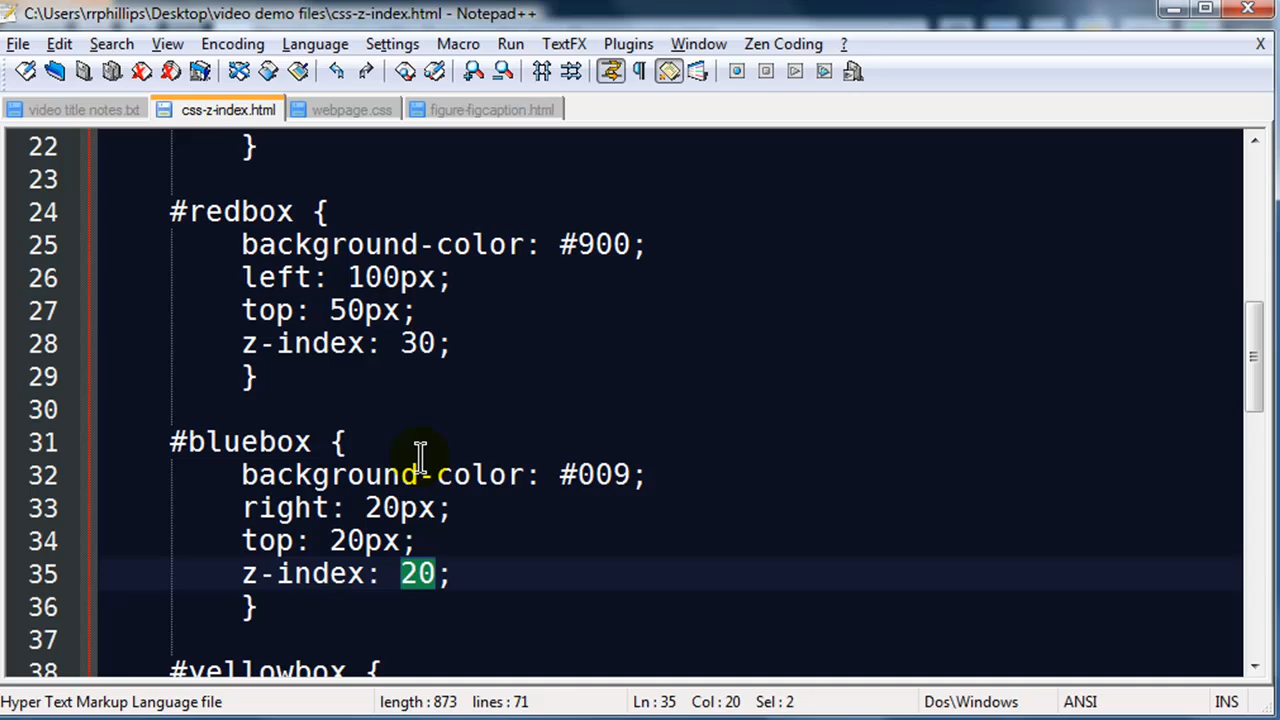 C:\Users\rrphillips\Desktop\video demo files\css-z-index.html - Notepad++
File Edit Search View Encoding Language Settings Macro Run TextFX Plugins Window Zen Coding ? X
video title notes.txt css-z-index.html webpage.css figure-figcaption.html
22 }
23
24 #redbox {
25 background-color: #900;
26 left: 100px;
27 top: 50px;
28 z-index: 30;
29 }
30
31 #bluebox {
32 background-color: #009;
33 right: 20px;
34 top: 20px;
35 z-index: 20;
36 }
37
38 #yellowbox {
Hyper Text Markup Language file length : 873 lines : 71 Ln : 35 Col : 20 Sel : 2 Dos\Windows ANSI INS